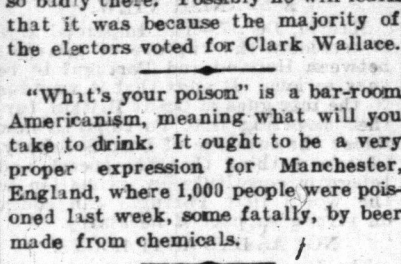 that it was because the majority of
the electors voted for Clark Wallace.
"What's your poison" is a bar-room
Americanism, meaning what will you
take to drink. It ought to be a very
proper expression for Manchester,
England, where 1,000 people were pois-
oned last week, some fatally, by beer
made from chemicals.